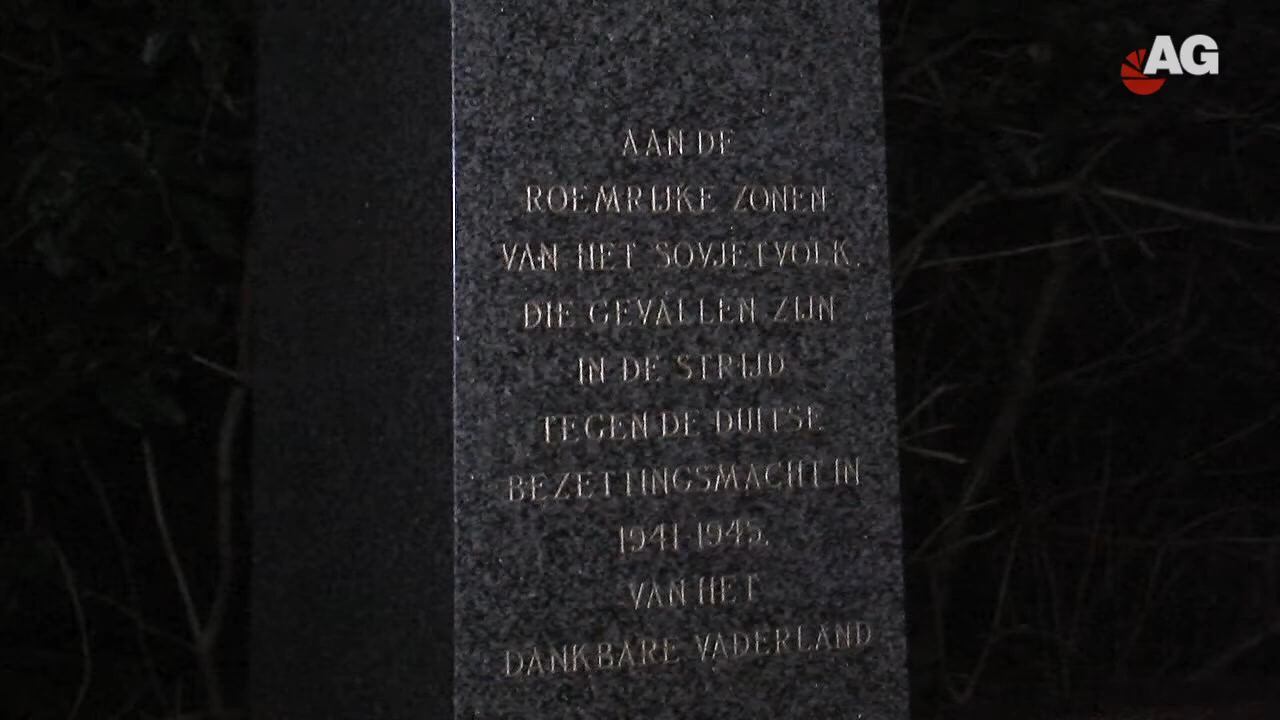 AG
AAN DE
ROEMRIJKE ZONEN
VAN HET SOVJETVOLK.
DIE GEVALLEN ZIJN
IN DE STRIJD
TEGEN DE DUITSE
BEZETTINGSMACHT IN
1941-1945.
VAN HET
DANKBARE VADERLAND